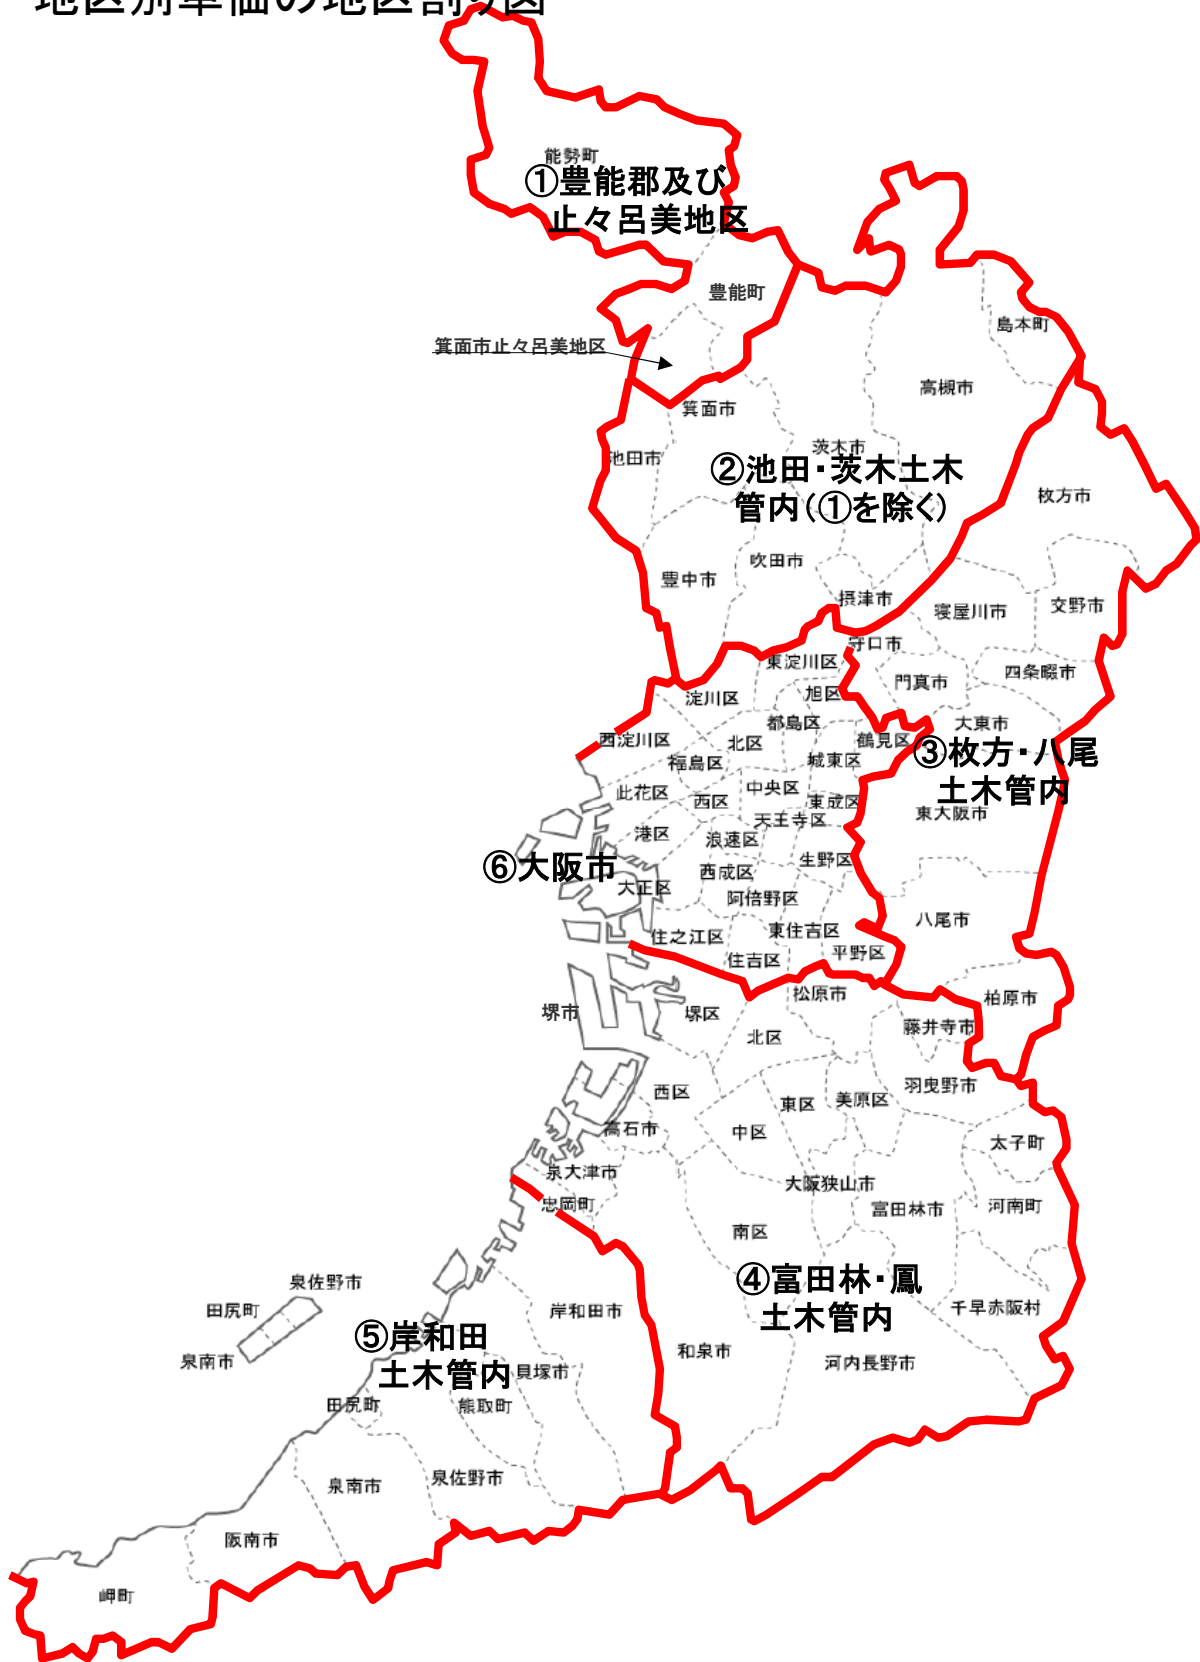 地区別単価の地区割り図
能勢町
①豊能郡及び
止々呂美地区
豊能町
箕面市止々呂美地区
島本町
高槻市
箕面市
茨木市
池田市
②池田・茨木土木
管内(①を除く)
枚方市
吹田市
豊中市
摂津市
寝屋川市
交野市
守口市
東淀川区
門真市
四条畷市
淀川区
旭区
都島区
大東市
西淀川区
北区
鶴見区
③枚方・八尾
土木管内
福島区
城東区
此花区
西区
中央区
東成区
東大阪市
天王寺区
港区
浪速区
⑥大阪市
生野区
西成区
大正区
阿倍野区
八尾市
住之江区
東住吉区
平野区
住吉区
松原市
柏原市
堺市
堺区
北区
藤井寺市
西区
羽曳野市
東区
美原区
高石市
中区
太子町
泉大津市
大阪狭山市
忠岡町
富田林市
河南町
南区
④富田林・鳳
土木管内
泉佐野市
田尻町
泉南市
岸和田市
千早赤阪村
⑤岸和田
土木管内
和泉市
河内長野市
貝塚市
田尻町
熊取町
泉佐野市
泉南市
阪南市
岬町